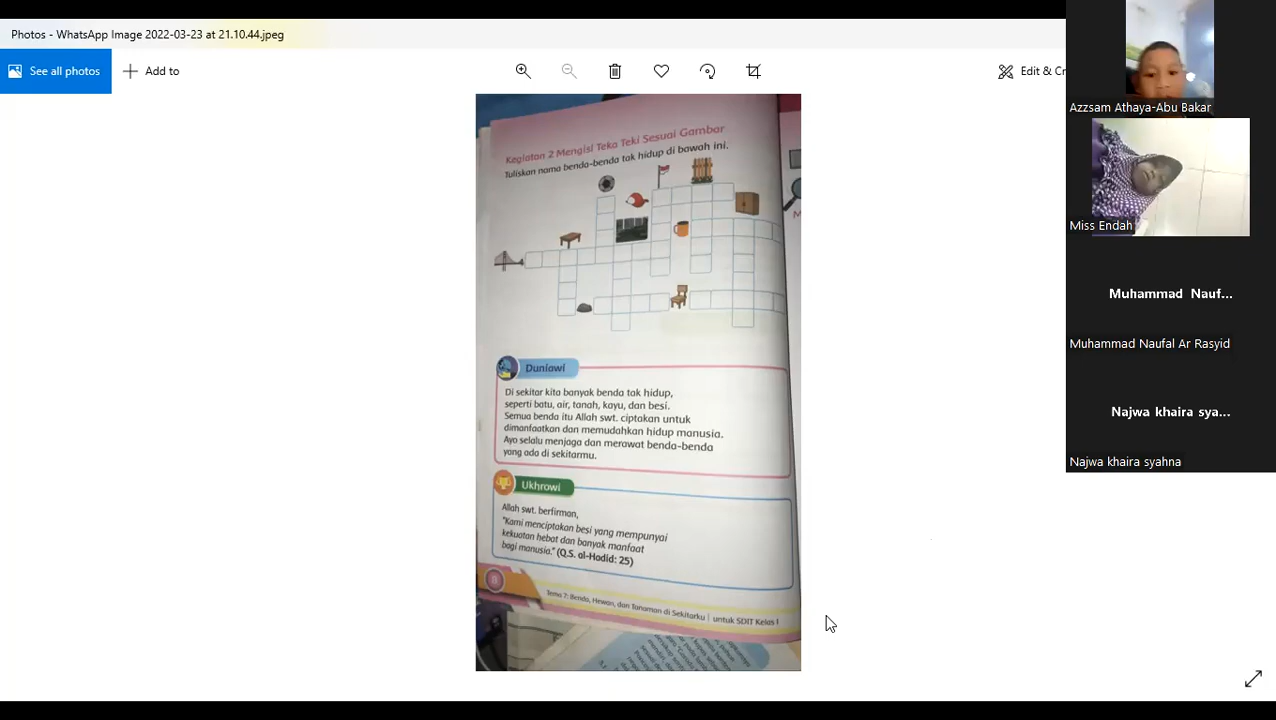 Photos - WhatsApp Image 2022-03-23 at 21.10.44.jpeg
See all photos
Add to
Edit & Cr
Kegiatan 2 Mengisi Teka Teki Sesuai Gambar
Tuliskan nama benda-benda tak hidup di bawah ini.
Duniawi
Di sekitar kita banyak benda tak hidup,
seperti batu, air, tanah, kayu, dan besi.
Semua benda itu Allah swt. ciptakan untuk
dimanfaatkan dan memudahkan hidup manusia.
Ayo selalu menjaga dan merawat benda-benda
yang ada di sekitarmu.
Ukhrowi
Allah swt. berfirman,
"Kami menciptakan besi yang mempunyai
kekuatan hebat dan banyak manfaat
bagi manusia." (Q.S. al-Hadid: 25)
8
Tema 7: Benda, Hewan, dan Tanaman di Sekitarku | untuk SDIT Kelas I
Azzsam Athaya-Abu Bakar
Miss Endah
Muhammad Nauf...
Muhammad Naufal Ar Rasyid
Najwa khaira sya...
Najwa khaira syahna